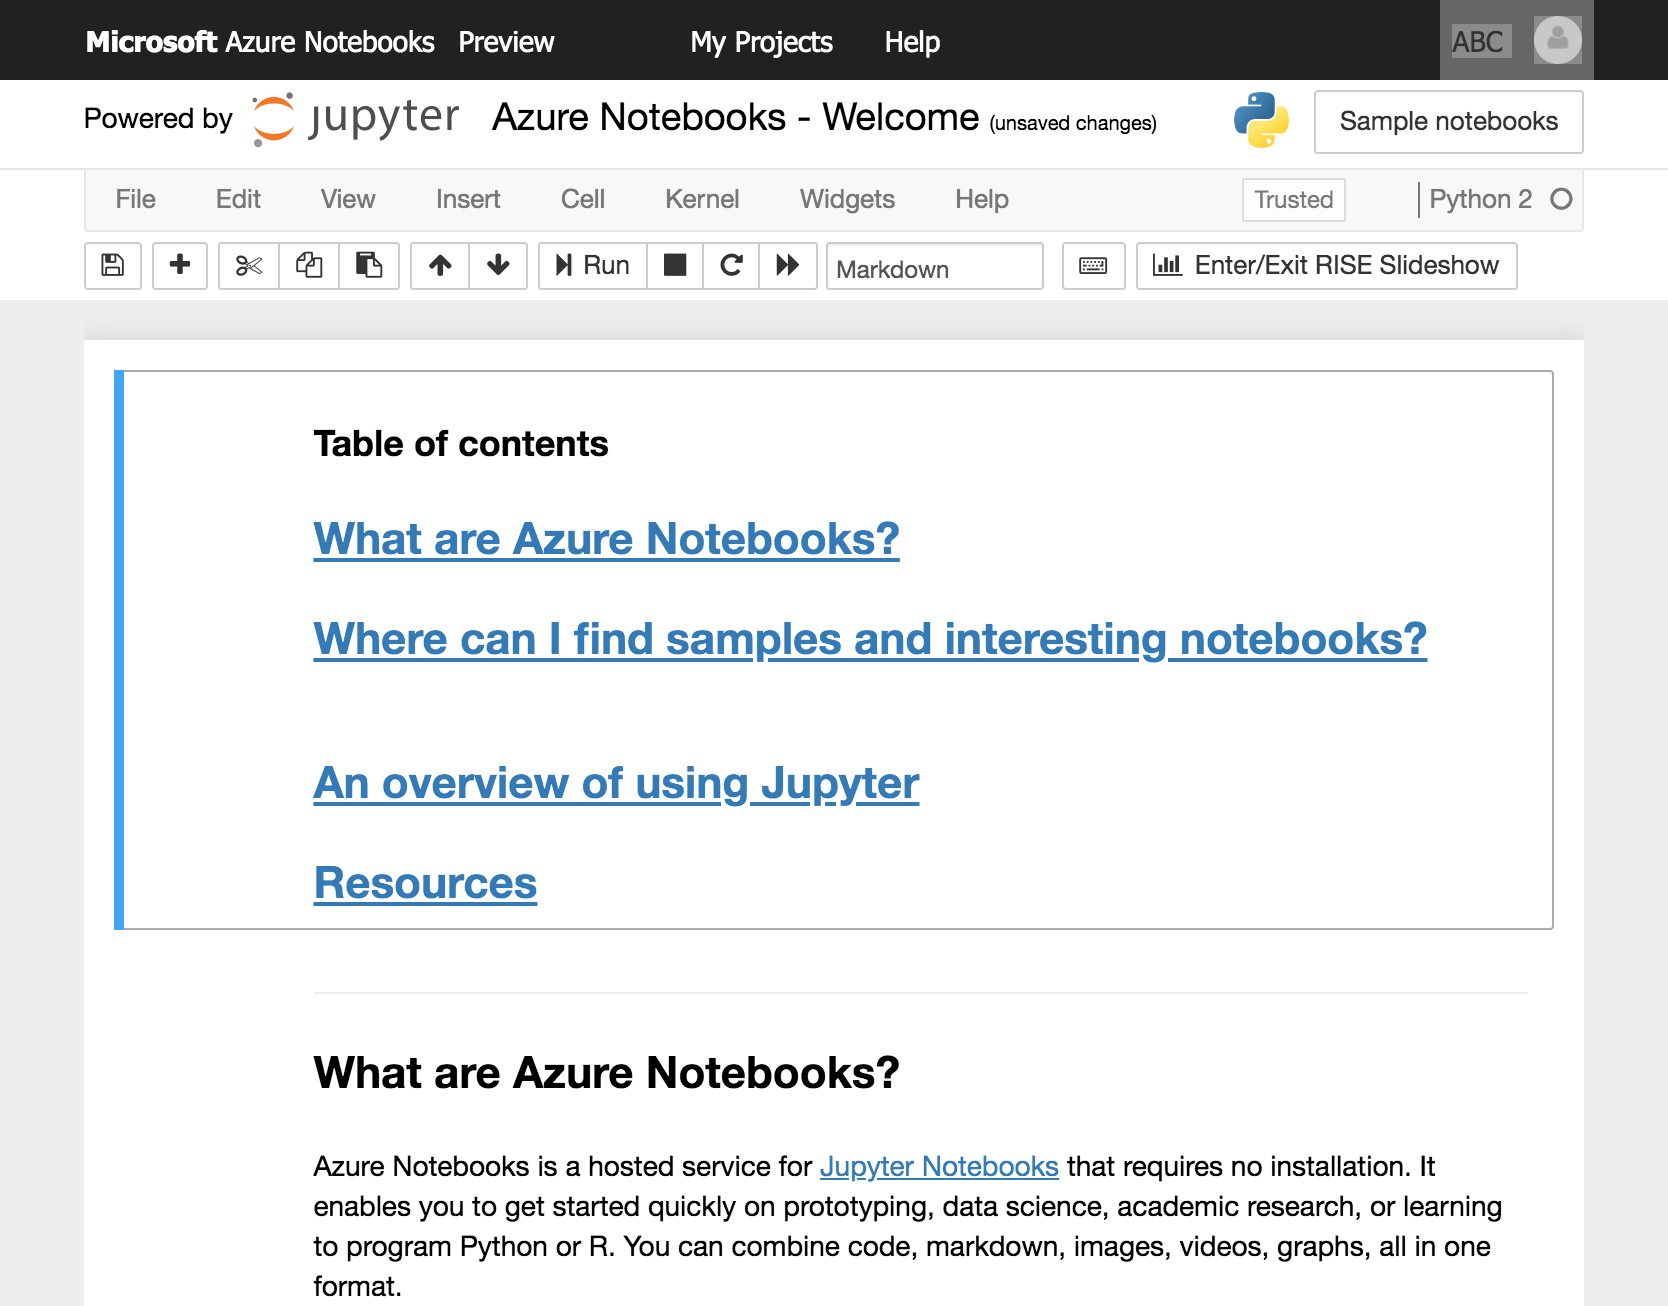 Microsoft Azure Notebooks Preview My Projects Help ABC
Powered by jupyter Azure Notebooks - Welcome (unsaved changes) Sample notebooks
File Edit View Insert Cell Kernel Widgets Help Trusted Python 2
Run Markdown Enter/Exit RISE Slideshow
Table of contents
What are Azure Notebooks?
Where can I find samples and interesting notebooks?
An overview of using Jupyter
Resources
What are Azure Notebooks?
Azure Notebooks is a hosted service for Jupyter Notebooks that requires no installation. It
enables you to get started quickly on prototyping, data science, academic research, or learning
to program Python or R. You can combine code, markdown, images, videos, graphs, all in one
format.